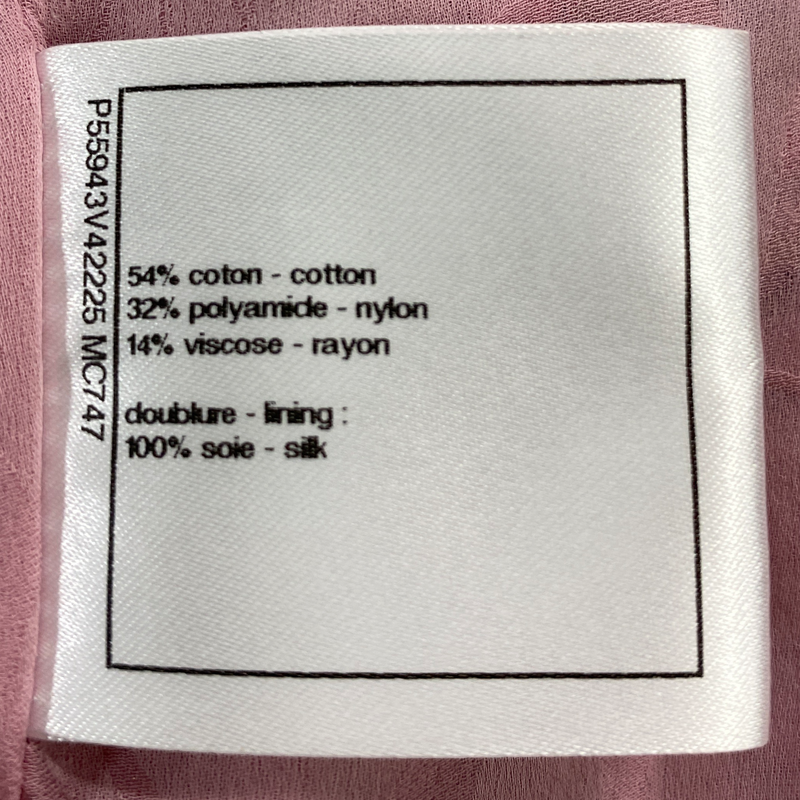 P55943V42225 MC747
54% coton - cotton
32% polyamide - nylon
14% viscose - rayon
doublure - lining :
100% soie - silk